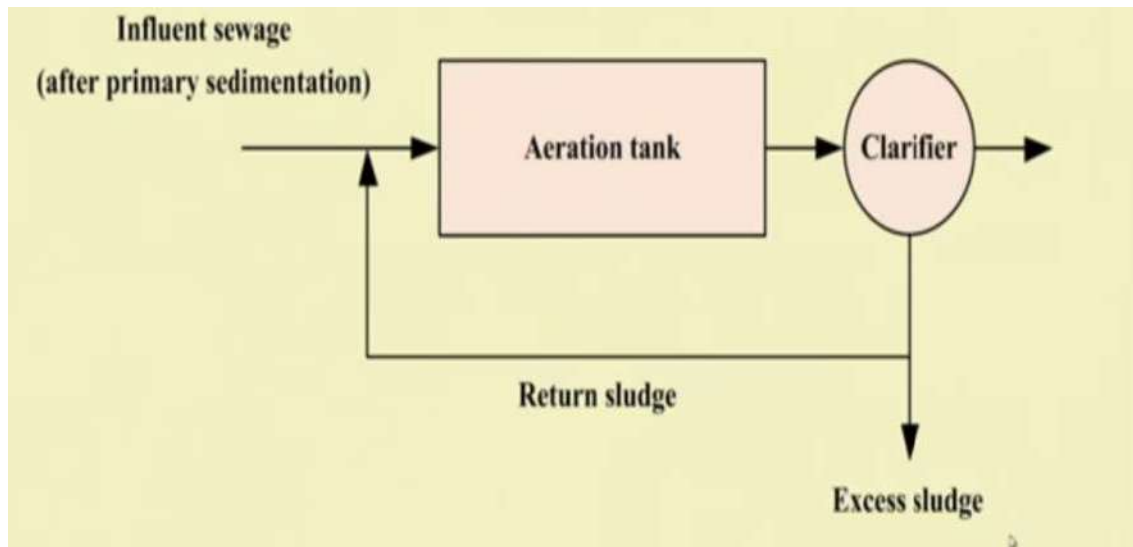 Influent sewage
(after primary sedimentation)
Aeration tank
Clarifier
Return sludge
Excess sludge